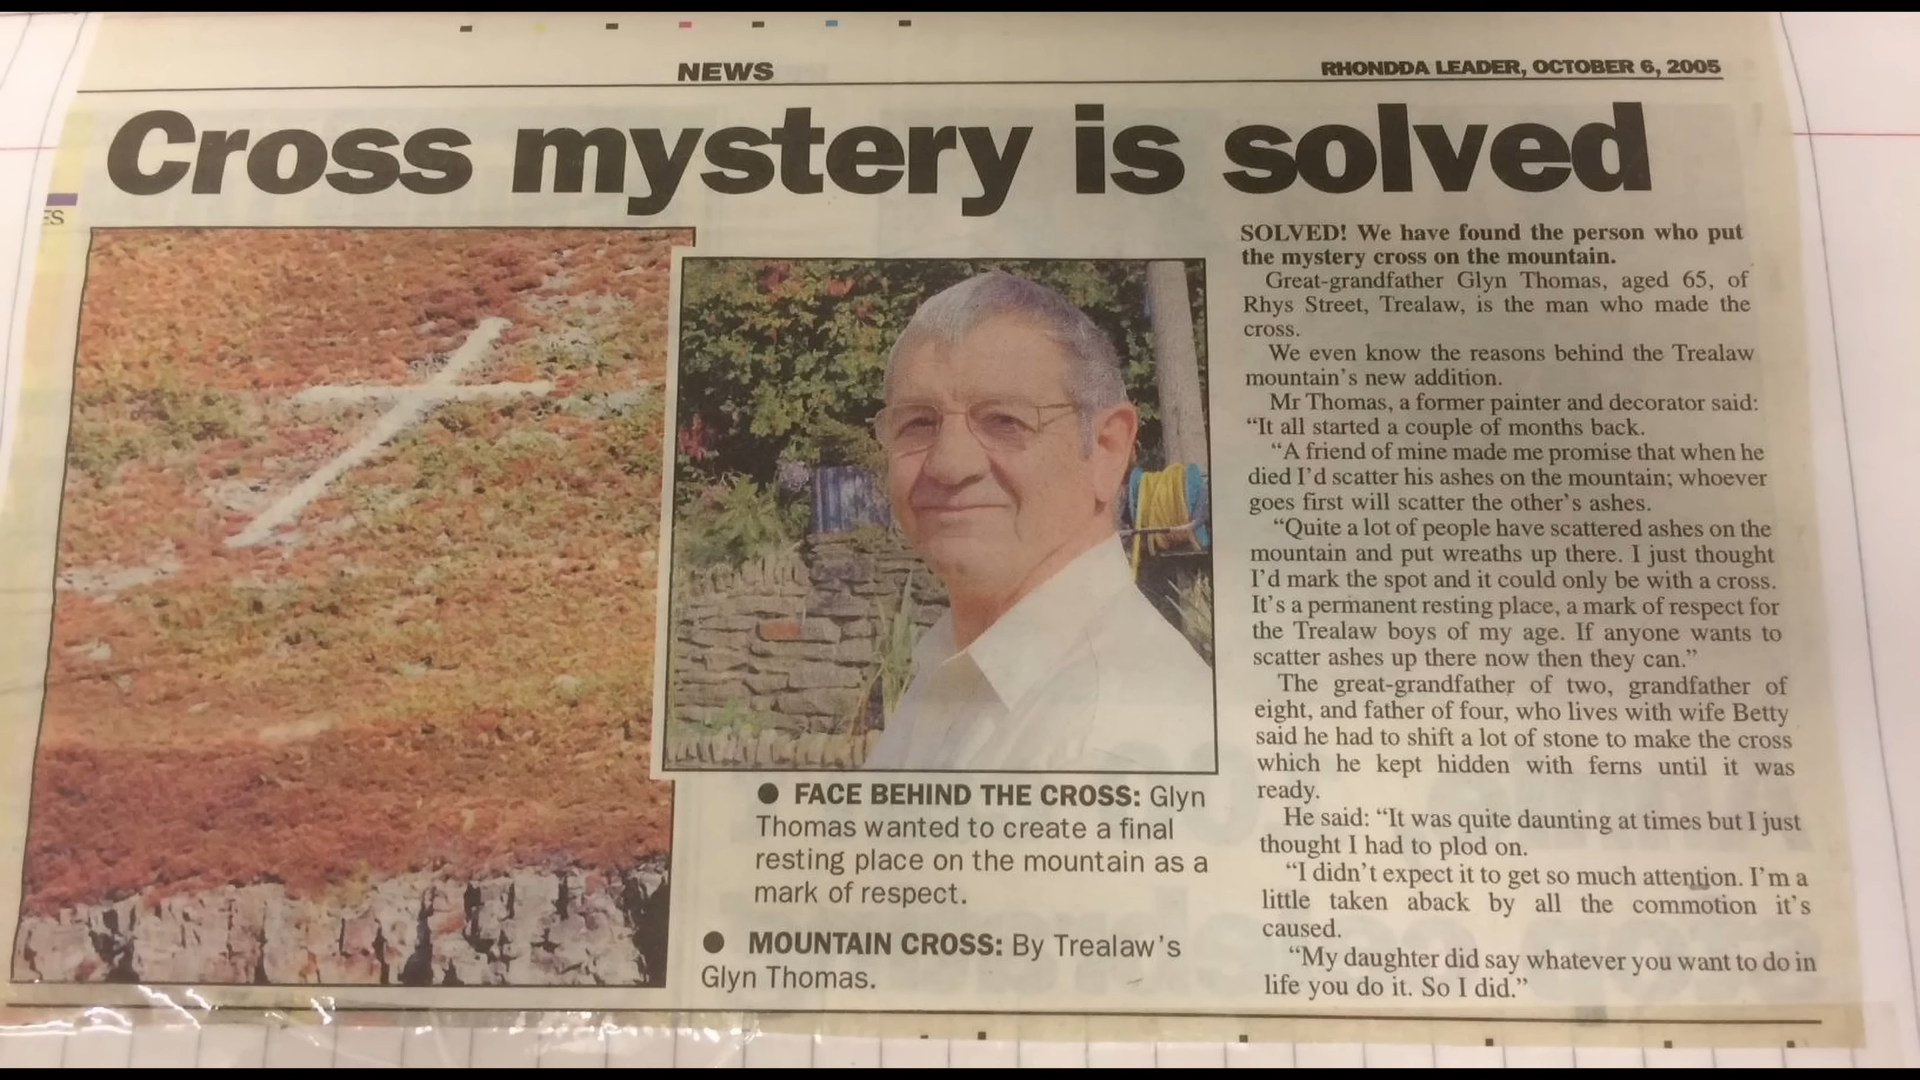 NEWS
RHONDDA LEADER, OCTOBER 6, 2005
Cross mystery is solved
ES
SOLVED! We have found the person who put
the mystery cross on the mountain.
Great-grandfather Glyn Thomas, aged 65, of
Rhys Street, Trealaw, is the man who made the
cross.
We even know the reasons behind the Trealaw
mountain's new addition.
Mr Thomas, a former painter and decorator said:
“It all started a couple of months back.
“A friend of mine made me promise that when he
died I'd scatter his ashes on the mountain; whoever
goes first will scatter the other's ashes.
“Quite a lot of people have scattered ashes on the
mountain and put wreaths up there. I just thought
I'd mark the spot and it could only be with a cross.
It's a permanent resting place, a mark of respect for
the Trealaw boys of my age. If anyone wants to
scatter ashes up there now then they can.”
The great-grandfather of two, grandfather of
eight, and father of four, who lives with wife Betty
said he had to shift a lot of stone to make the cross
which he kept hidden with ferns until it was
ready.
He said: “It was quite daunting at times but I just
thought I had to plod on.
“I didn't expect it to get so much attention. I'm a
little taken aback by all the commotion it's
caused.
“My daughter did say whatever you want to do in
life you do it. So I did.”
● FACE BEHIND THE CROSS: Glyn
Thomas wanted to create a final
resting place on the mountain as a
mark of respect.
● MOUNTAIN CROSS: By Trealaw's
Glyn Thomas.